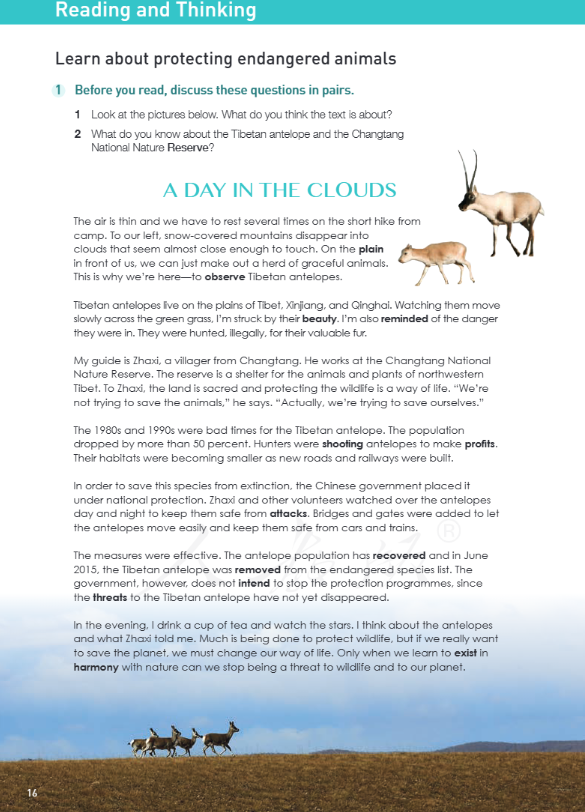 Reading and Thinking
Learn about protecting endangered animals
1 Before you read, discuss these questions in pairs.
1 Look at the pictures below. What do you think the text is about?
2 What do you know about the Tibetan antelope and the Changtang
National Nature Reserve?
A DAY IN THE CLOUDS
The air is thin and we have to rest several times on the short hike from
camp. To our left, snow-covered mountains disappear into
clouds that seem almost close enough to touch. On the plain
in front of us, we can just make out a herd of graceful animals.
This is why we're here—to observe Tibetan antelopes.
Tibetan antelopes live on the plains of Tibet, Xinjiang, and Qinghai. Watching them move
slowly across the green grass, I'm struck by their beauty. I'm also reminded of the danger
they were in. They were hunted, illegally, for their valuable fur.
My guide is Zhaxi, a villager from Changtang. He works at the Changtang National
Nature Reserve. The reserve is a shelter for the animals and plants of northwestern
Tibet. To Zhaxi, the land is sacred and protecting the wildlife is a way of life. "We're
not trying to save the animals," he says. "Actually, we're trying to save ourselves."
The 1980s and 1990s were bad times for the Tibetan antelope. The population
dropped by more than 50 percent. Hunters were shooting antelopes to make profits.
Their habitats were becoming smaller as new roads and railways were built.
In order to save this species from extinction, the Chinese government placed it
under national protection. Zhaxi and other volunteers watched over the antelopes
day and night to keep them safe from attacks. Bridges and gates were added to let
the antelopes move easily and keep them safe from cars and trains.
The measures were effective. The antelope population has recovered and in June
2015, the Tibetan antelope was removed from the endangered species list. The
government, however, does not intend to stop the protection programmes, since
the threats to the Tibetan antelope have not yet disappeared.
In the evening, I drink a cup of tea and watch the stars. I think about the antelopes
and what Zhaxi told me. Much is being done to protect wildlife, but if we really want
to save the planet, we must change our way of life. Only when we learn to exist in
harmony with nature can we stop being a threat to wildlife and to our planet.
16